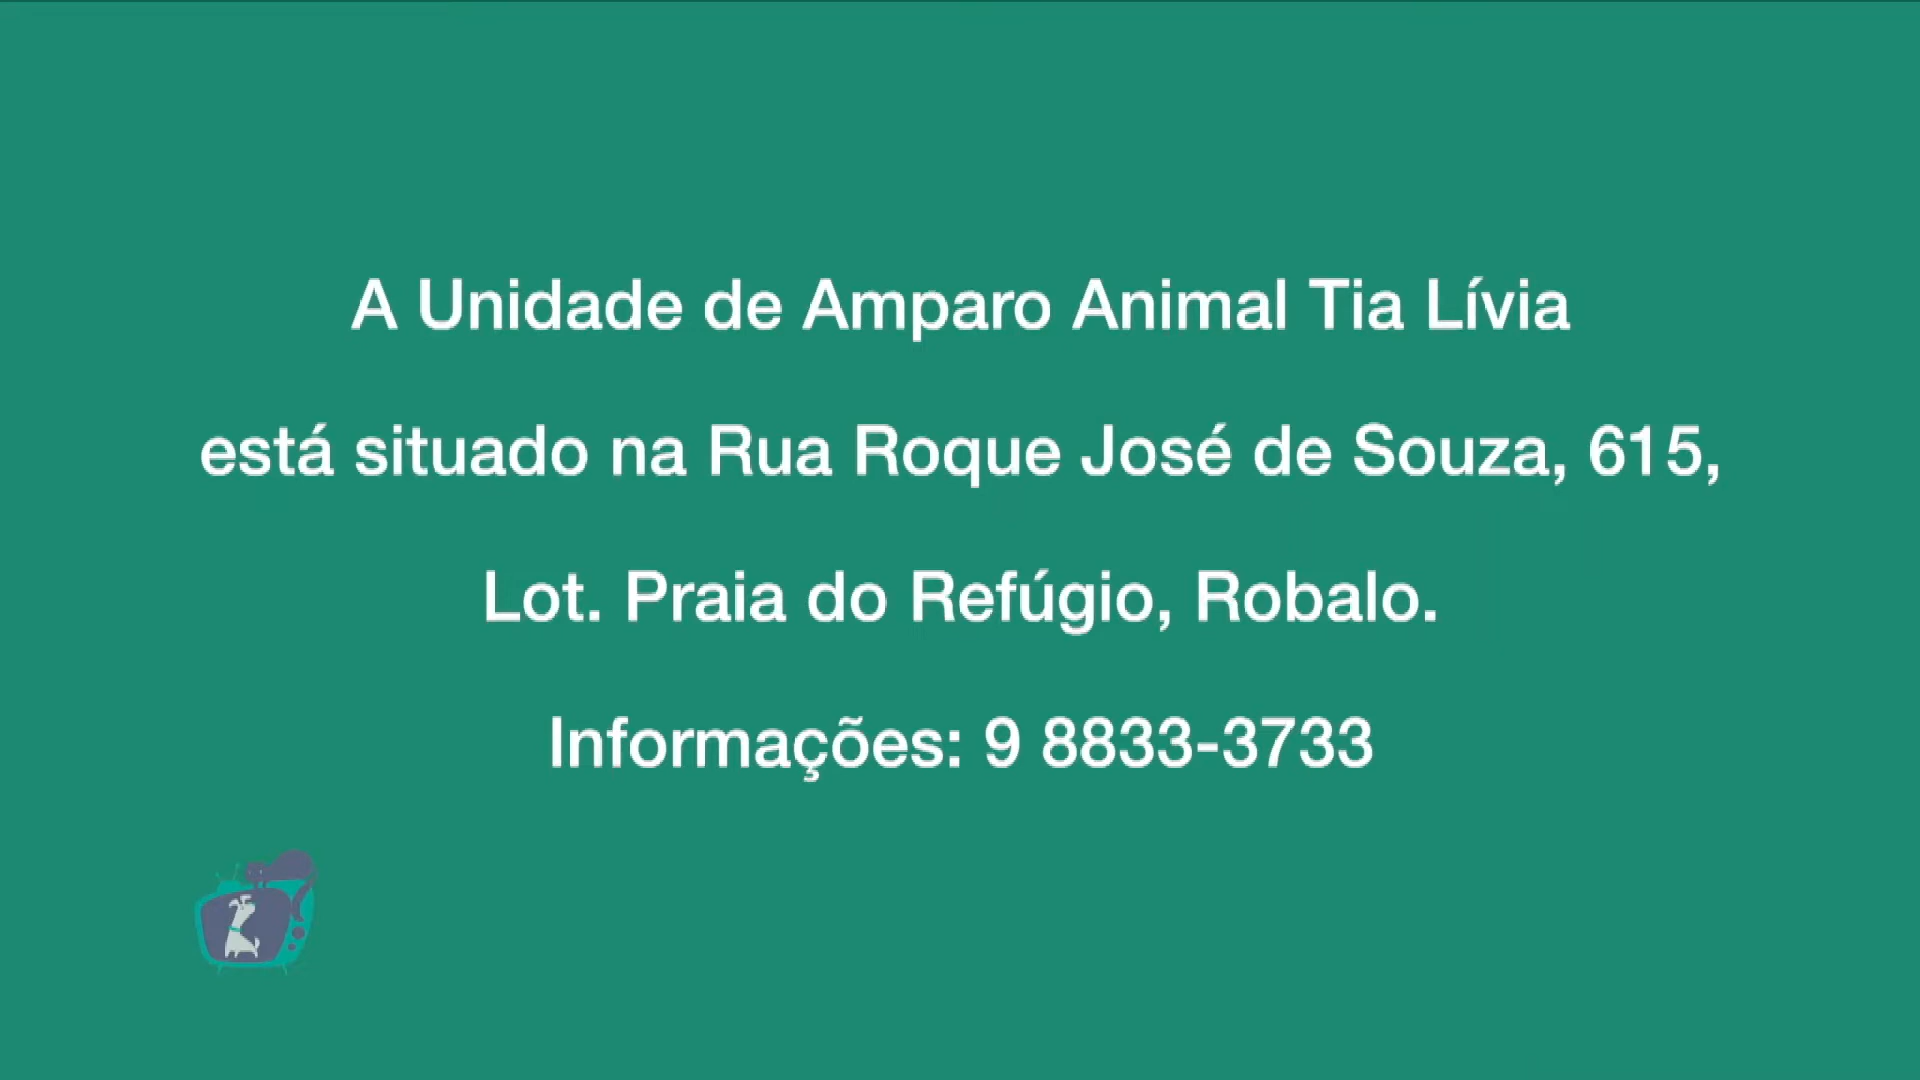 A Unidade de Amparo Animal Tia Lívia
está situado na Rua Roque José de Souza, 615,
Lot. Praia do Refúgio, Robalo.
Informações: 9 8833-3733